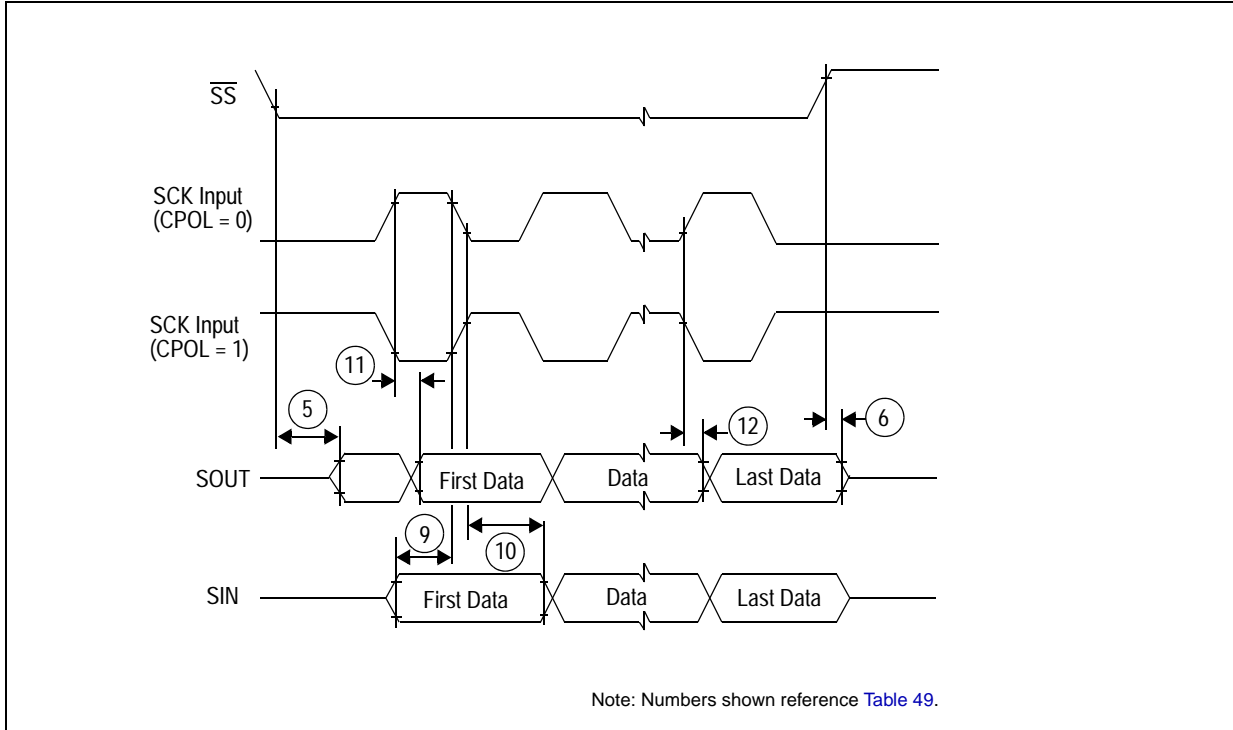 SS
SCK Input
(CPOL = 0)
SCK Input
(CPOL = 1)
11
5
12
6
SOUT
First Data
Data
Last Data
9
10
SIN
First Data
Data
Last Data
Note: Numbers shown reference Table 49.